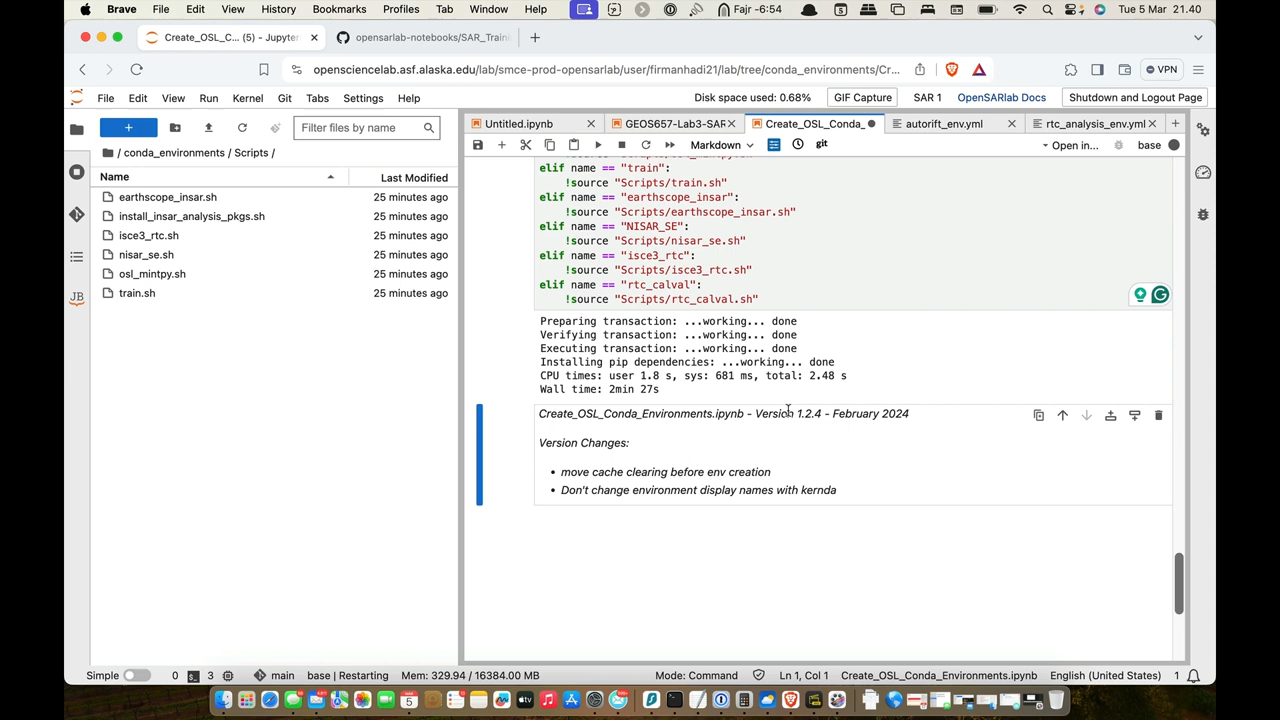 Brave File Edit View History Bookmarks Profiles Tab Window Help Fajr -6:54 Tue 5 Mar 21.40
Create_OSL_C... (5) - Jupyter opensarlab-notebooks/SAR_Traini
opensciencelab.asf.alaska.edu/lab/smce-prod-opensarlab/user/firmanhadi21/lab/tree/conda_environments/Cr... VPN
File Edit View Run Kernel Git Tabs Settings Help Disk space used: 0.68% GIF Capture SAR 1 OpenSARlab Docs Shutdown and Logout Page
Filter files by name
Untitled.ipynb GEOS657-Lab3-SAR Create_OSL_Conda_ autorift_env.yml rtc_analysis_env.yml
Markdown git Open in... base
/ conda_environments / Scripts /
Name Last Modified
earthscope_insar.sh 25 minutes ago
install_insar_analysis_pkgs.sh 25 minutes ago
isce3_rtc.sh 25 minutes ago
nisar_se.sh 25 minutes ago
osl_mintpy.sh 25 minutes ago
train.sh 25 minutes ago
JB
elif name == "train":
!source "Scripts/train.sh"
elif name == "earthscope_insar":
!source "Scripts/earthscope_insar.sh"
elif name == "NISAR_SE":
!source "Scripts/nisar_se.sh"
elif name == "isce3_rtc":
!source "Scripts/isce3_rtc.sh"
elif name == "rtc_calval":
!source "Scripts/rtc_calval.sh"
Preparing transaction: ...working... done
Verifying transaction: ...working... done
Executing transaction: ...working... done
Installing pip dependencies: ...working... done
CPU times: user 1.8 s, sys: 681 ms, total: 2.48 s
Wall time: 2min 27s
Create_OSL_Conda_Environments.ipynb - Version 1.2.4 - February 2024
Version Changes:
• move cache clearing before env creation
• Don't change environment display names with kernda
Simple 0 3 main base | Restarting Mem: 329.94 / 16384.00 MB Mode: Command Ln 1, Col 1 Create_OSL_Conda_Environments.ipynb English (United States) 1